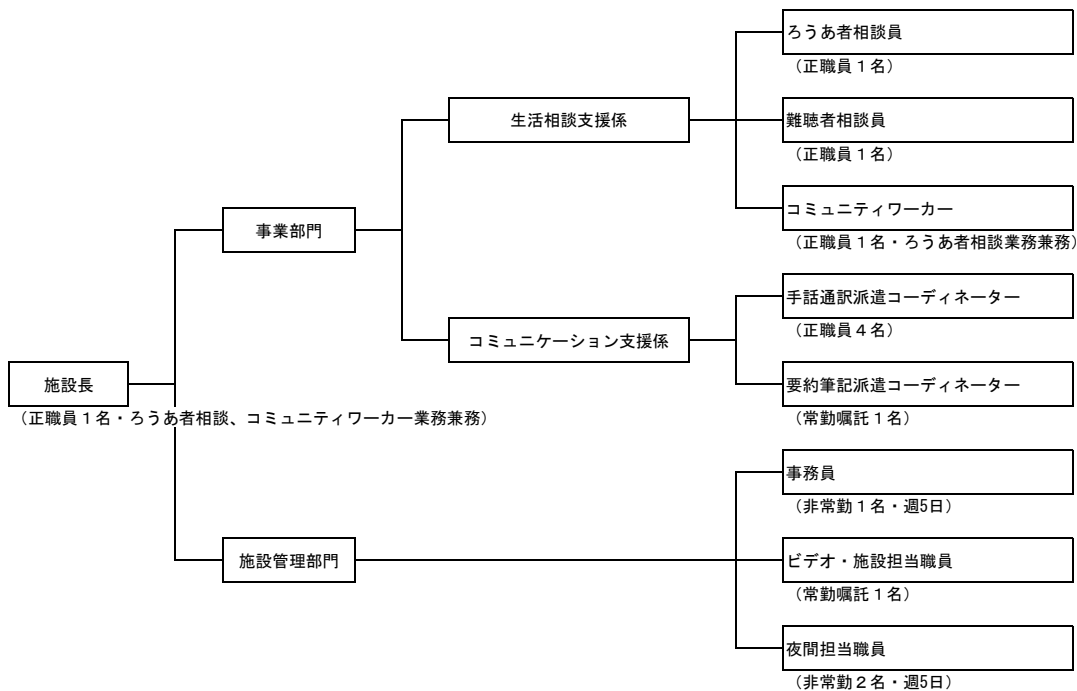 ろうあ者相談員
（正職員１名）
生活相談支援係
難聴者相談員
（正職員１名）
コミュニティワーカー
（正職員１名・ろうあ者相談業務兼務）
事業部門
手話通訳派遣コーディネーター
（正職員４名）
コミュニケーション支援係
要約筆記派遣コーディネーター
（常勤嘱託１名）
施設長
（正職員１名・ろうあ者相談、コミュニティワーカー業務兼務）
事務員
（非常勤１名・週5日）
施設管理部門
ビデオ・施設担当職員
（常勤嘱託１名）
夜間担当職員
（非常勤２名・週5日）